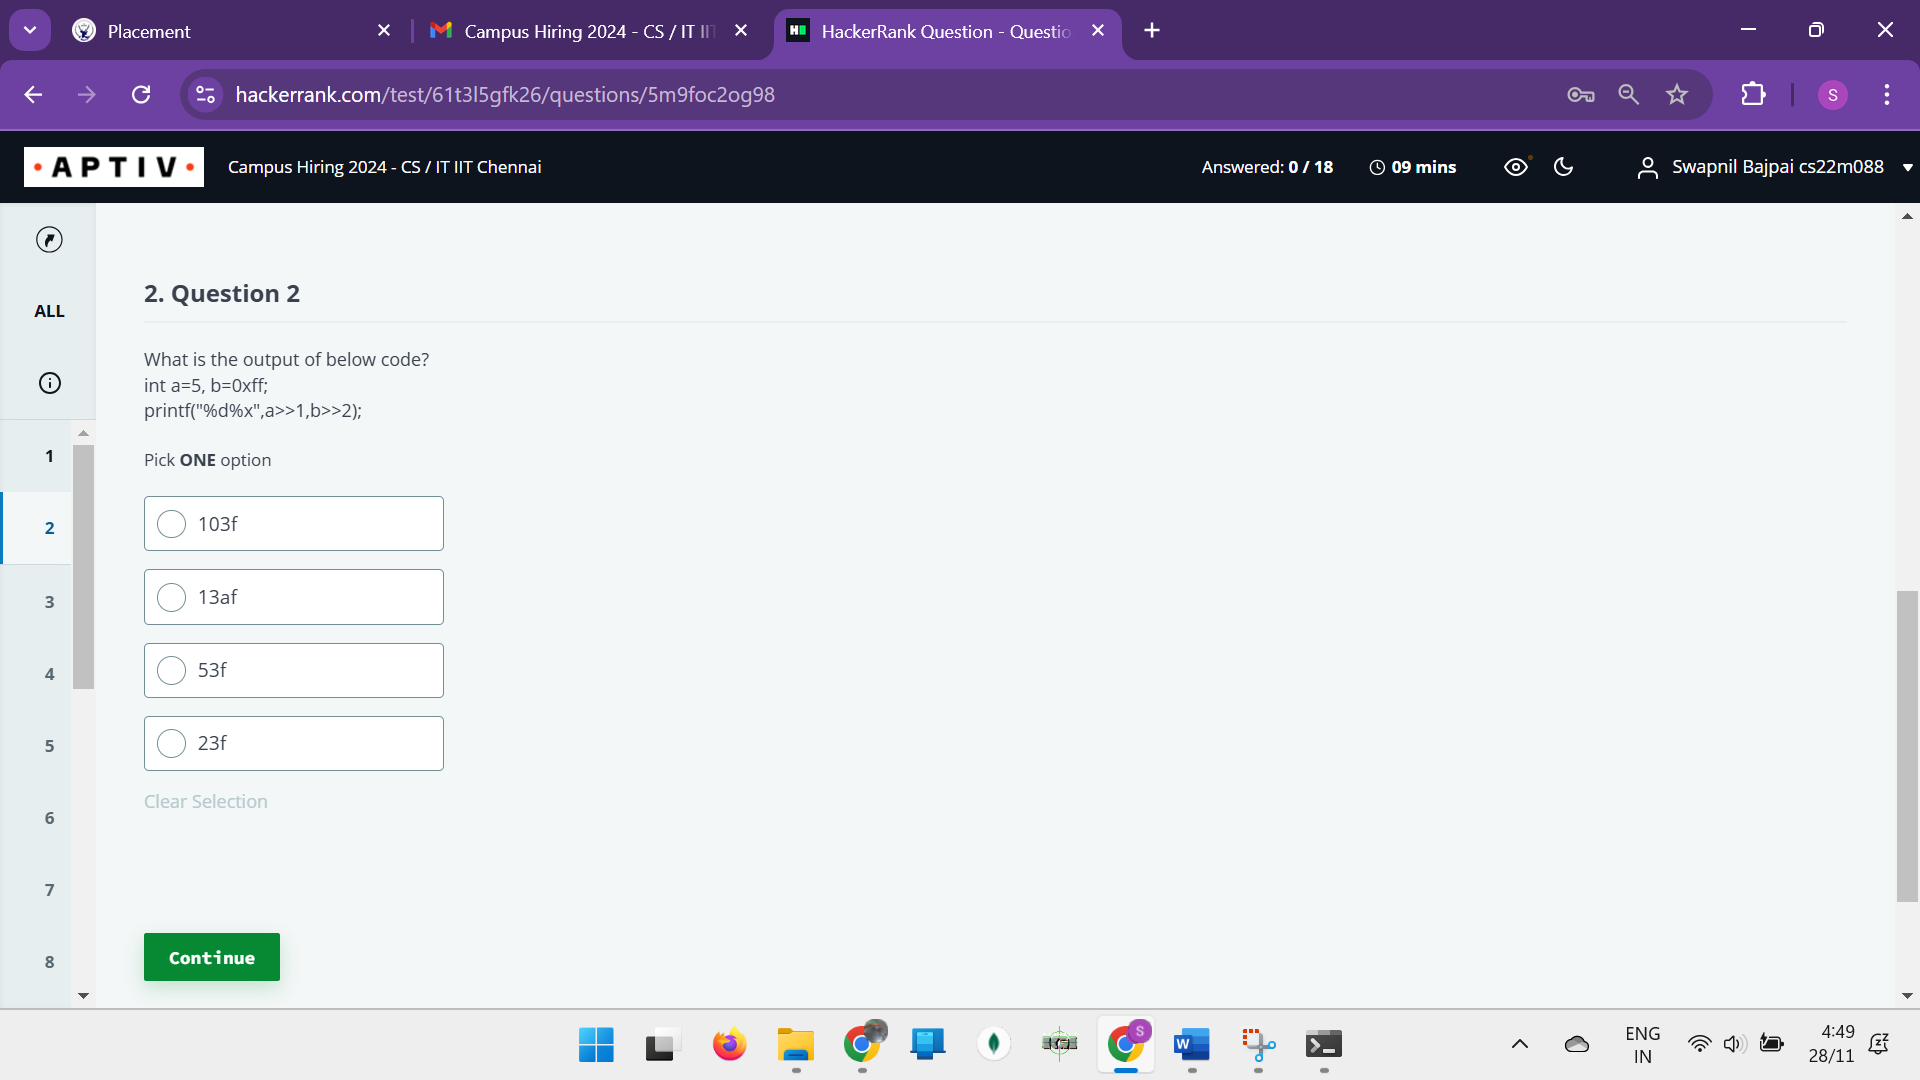 Placement
Campus Hiring 2024 - CS / IT II
HackerRank Question - Questio
hackerrank.com/test/61t3l5gfk26/questions/5m9foc2og98
S
APTIV
Campus Hiring 2024 - CS / IT IIT Chennai
Answered: 0 / 18
09 mins
Swapnil Bajpai cs22m088
ALL
1
2
3
4
5
6
7
8
2. Question 2
What is the output of below code?
int a=5, b=0xff;
printf("%d%x",a>>1,b>>2);
Pick ONE option
103f
13af
53f
23f
Clear Selection
Continue
S
W
ENG
IN
4:49
28/11